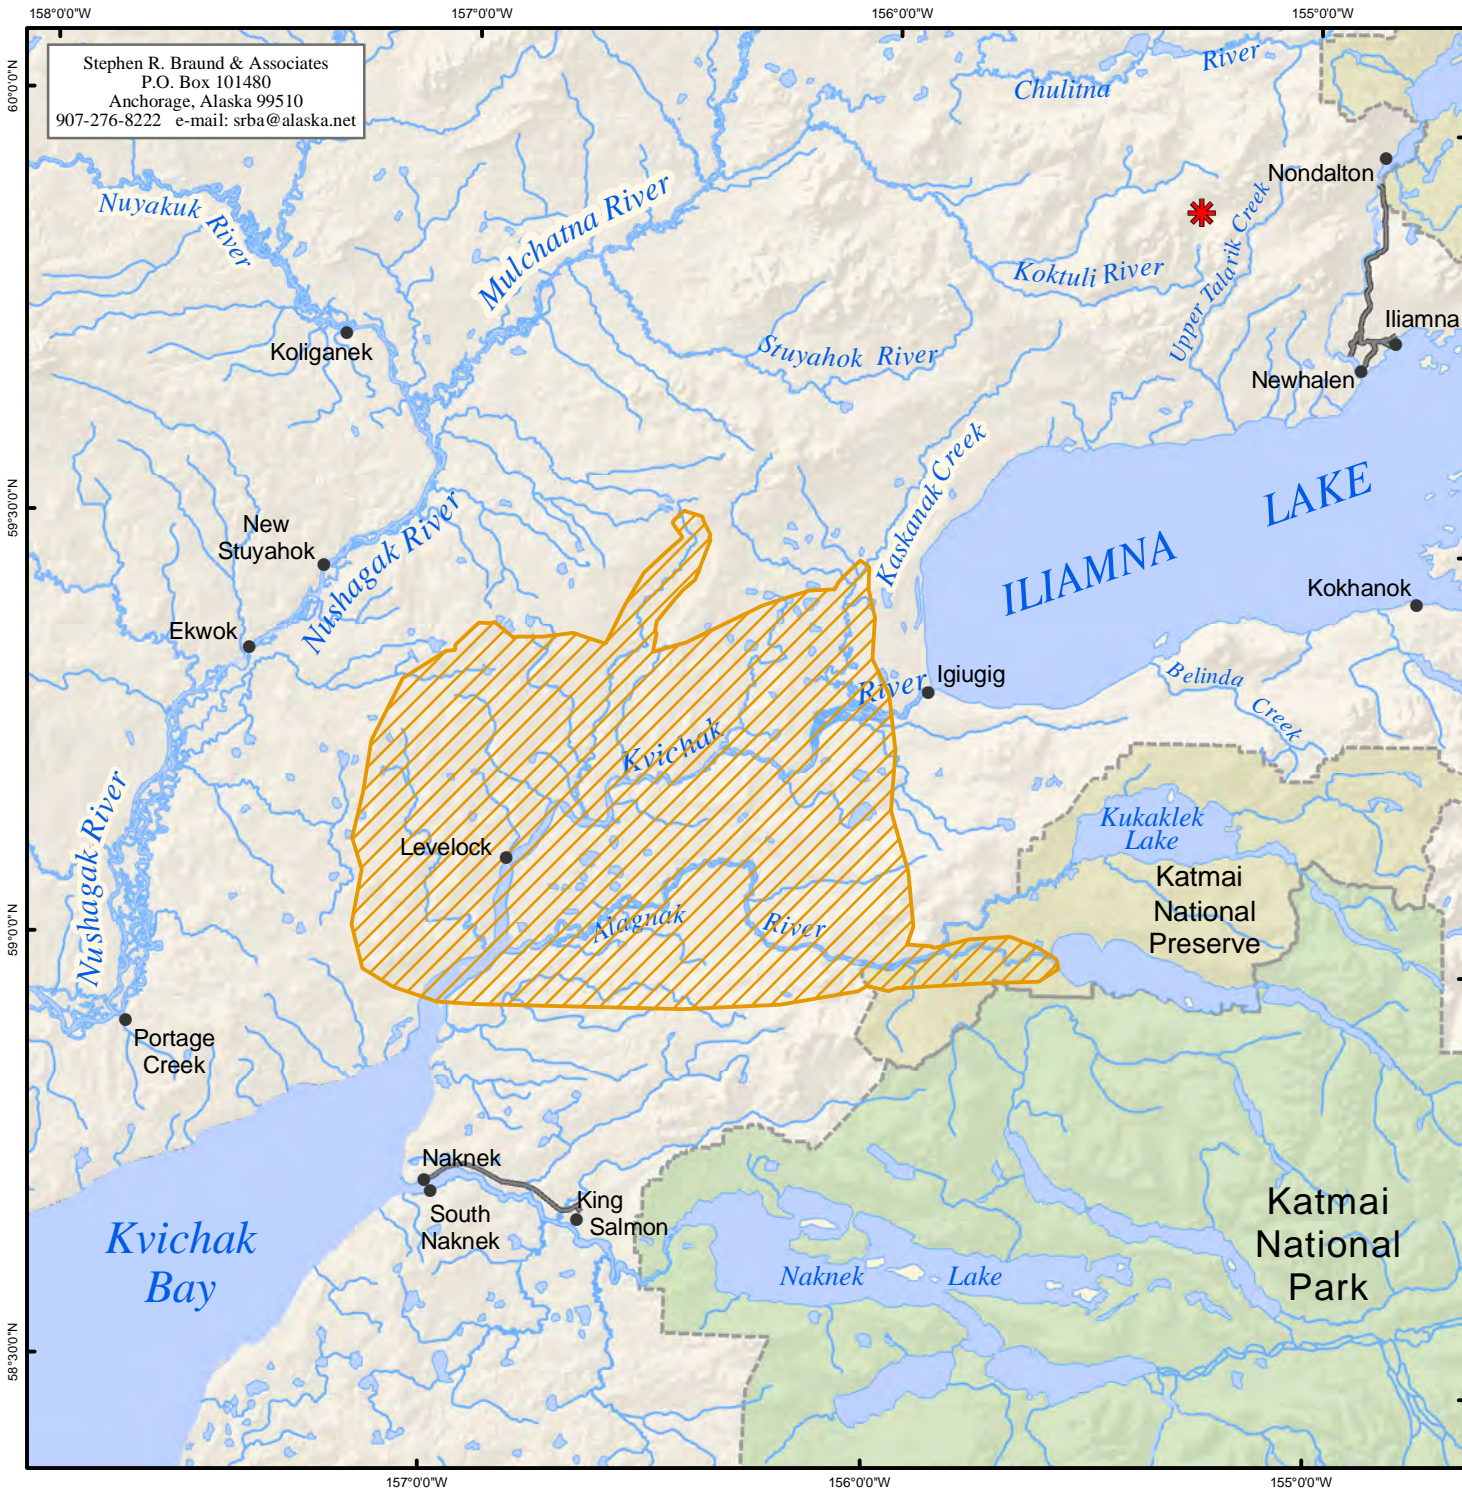 158°0'0"W
157°0'0"W
156°0'0"W
155°0'0"W
Stephen R. Braund & Associates
P.O. Box 101480
Anchorage, Alaska 99510
907-276-8222 e-mail: srba@alaska.net
60°0'0"N
Chulitna River
Nondalton
Nuyakuk River
Mulchatna River
Upper Talarik Creek
Koktuli River
Iliamna
Koliganek
Stuyahok River
Newhalen
Kaskanak Creek
ILIAMNA LAKE
59°30'0"N
New
Stuyahok
Nushagak River
Kokhanok
Ekwok
Igiugig
Belinda Creek
Kvichak River
Nushagak River
Kukaklek
Lake
Levelock
Katmai
National
Preserve
Alagnak River
59°0'0"N
Portage
Creek
Naknek
South
Naknek
King
Salmon
Kvichak
Bay
Katmai
National
Park
Naknek Lake
58°30'0"N
157°0'0"W
156°0'0"W
155°0'0"W